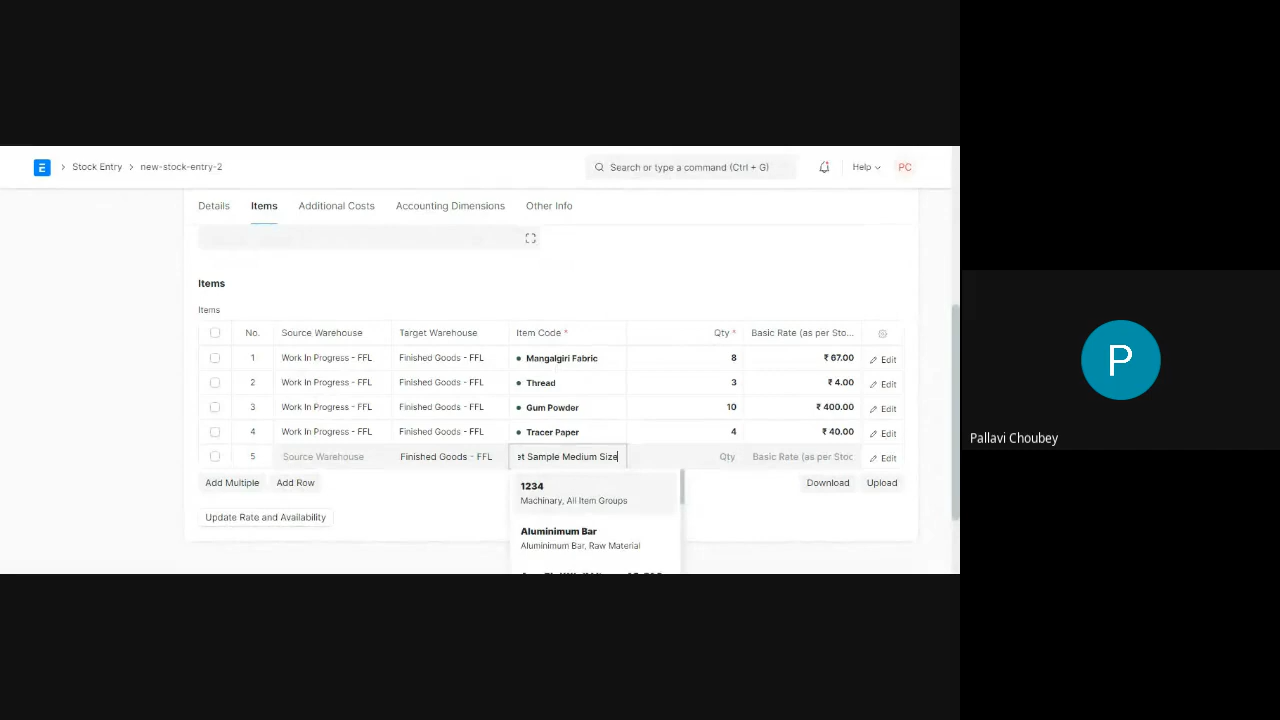 E > Stock Entry > new-stock-entry-2 Search or type a command (Ctrl + G) Help PC
Details Items Additional Costs Accounting Dimensions Other Info
Items
Items
No. Source Warehouse Target Warehouse Item Code * Qty * Basic Rate (as per Sto...
1 Work In Progress - FFL Finished Goods - FFL Mangalgiri Fabric 8 ₹ 67.00 Edit
2 Work In Progress - FFL Finished Goods - FFL Thread 3 ₹ 4.00 Edit
3 Work In Progress - FFL Finished Goods - FFL Gum Powder 10 ₹ 400.00 Edit
4 Work In Progress - FFL Finished Goods - FFL Tracer Paper 4 ₹ 40.00 Edit
5 Source Warehouse Finished Goods - FFL et Sample Medium Size Qty Basic Rate (as per Stoc Edit
Add Multiple Add Row Download Upload
1234
Machinary, All Item Groups
Update Rate and Availability
Aluminimum Bar
Aluminimum Bar, Raw Material
P
Pallavi Choubey